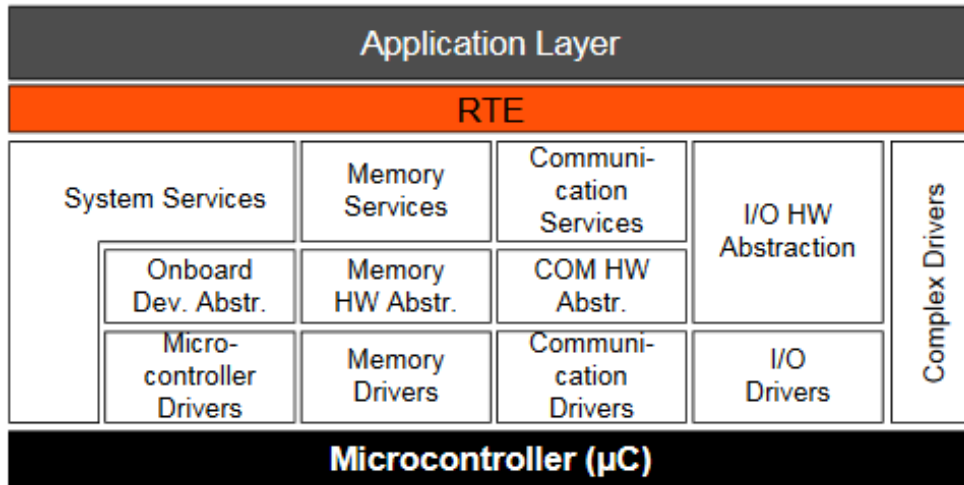 Application Layer
RTE
System Services
Memory
Services
Communi-
cation
Services
I/O HW
Abstraction
Complex Drivers
Onboard
Dev. Abstr.
Memory
HW Abstr.
COM HW
Abstr.
Micro-
controller
Drivers
Memory
Drivers
Communi-
cation
Drivers
I/O
Drivers
Microcontroller (µC)